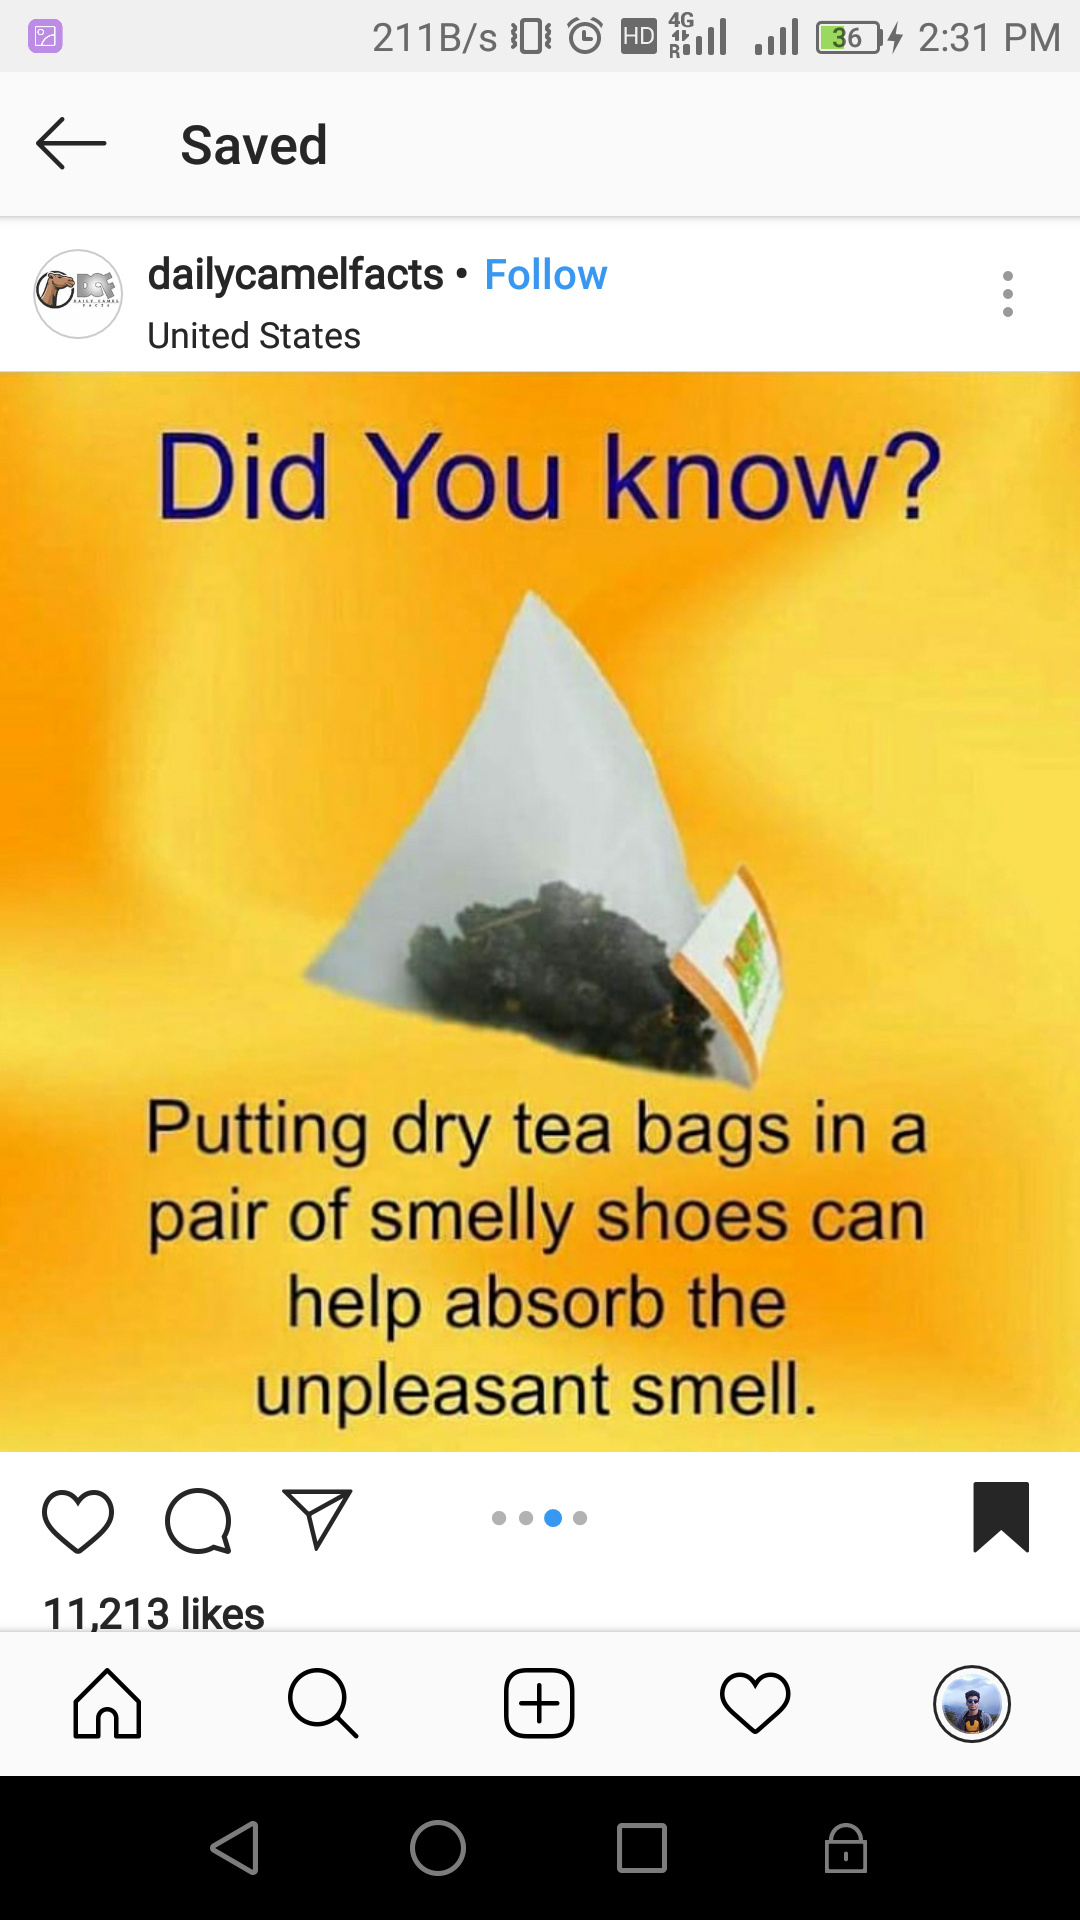 211B/s HD 4G R 36 2:31 PM
Saved
dailycamelfacts • Follow
United States
Did You know?
Putting dry tea bags in a
pair of smelly shoes can
help absorb the
unpleasant smell.
11,213 likes